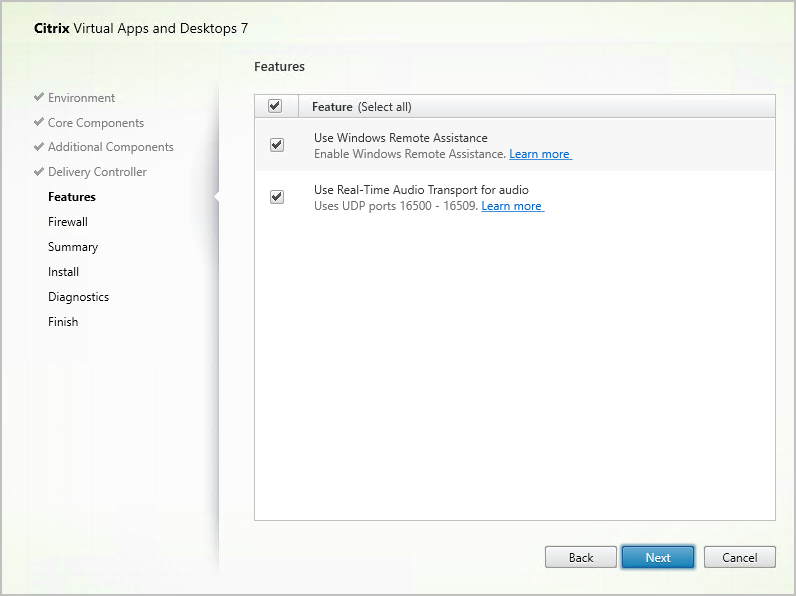 Citrix Virtual Apps and Desktops 7
Environment
Core Components
Additional Components
Delivery Controller
Features
Firewall
Summary
Install
Diagnostics
Finish
Features
Feature (Select all)
Use Windows Remote Assistance
Enable Windows Remote Assistance. Learn more
Use Real-Time Audio Transport for audio
Uses UDP ports 16500 - 16509. Learn more
Back
Next
Cancel